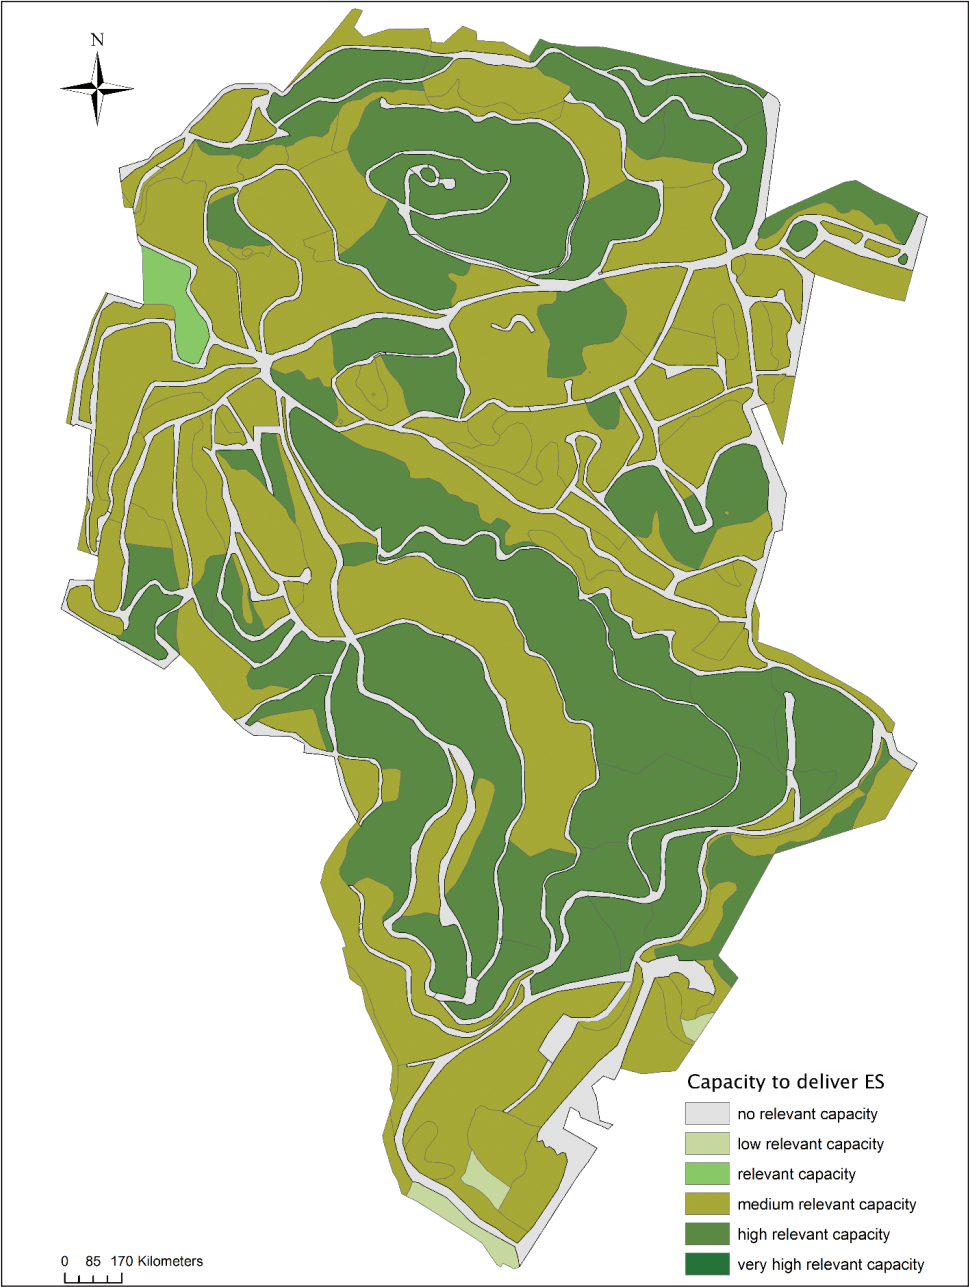 N
Capacity to deliver ES
no relevant capacity
low relevant capacity
relevant capacity
medium relevant capacity
high relevant capacity
very high relevant capacity
0 85 170 Kilometers